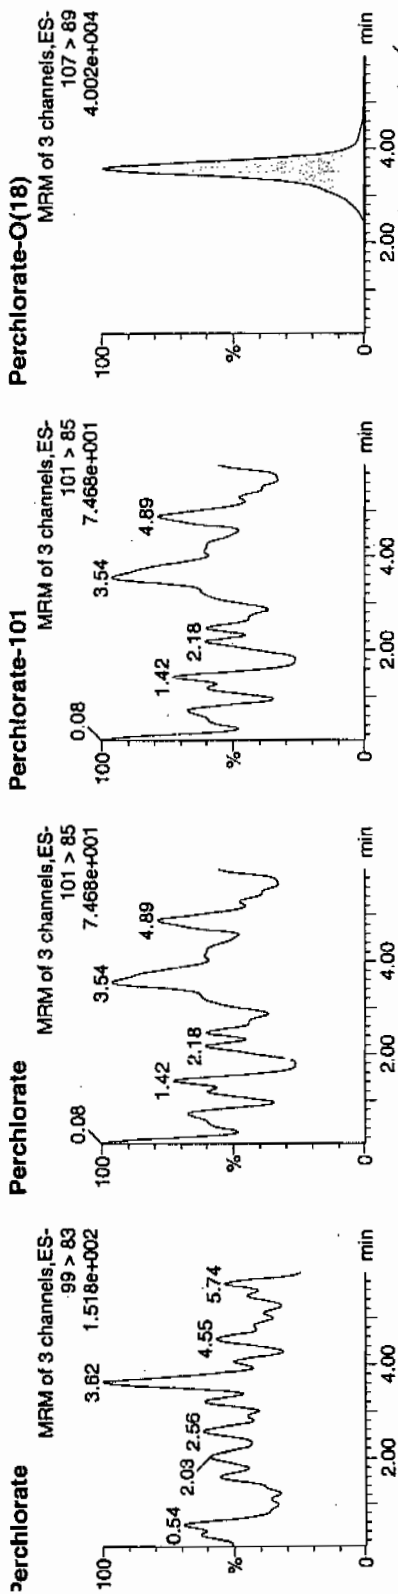 Perchlorate
MRM of 3 channels,ES-
99 > 83
1.518e+002
100
%
0
0.54
2.03
2.56
3.62
4.55
5.74
2.00
4.00
min
Perchlorate
MRM of 3 channels,ES-
101 > 85
7.468e+001
100
%
0
0.08
1.42
2.18
3.54
4.89
2.00
4.00
min
Perchlorate-101
MRM of 3 channels,ES-
101 > 85
7.468e+001
100
%
0
0.08
1.42
2.18
3.54
4.89
2.00
4.00
min
Perchlorate-O(18)
MRM of 3 channels,ES-
107 > 89
4.002e+004
100
%
0
2.00
4.00
min